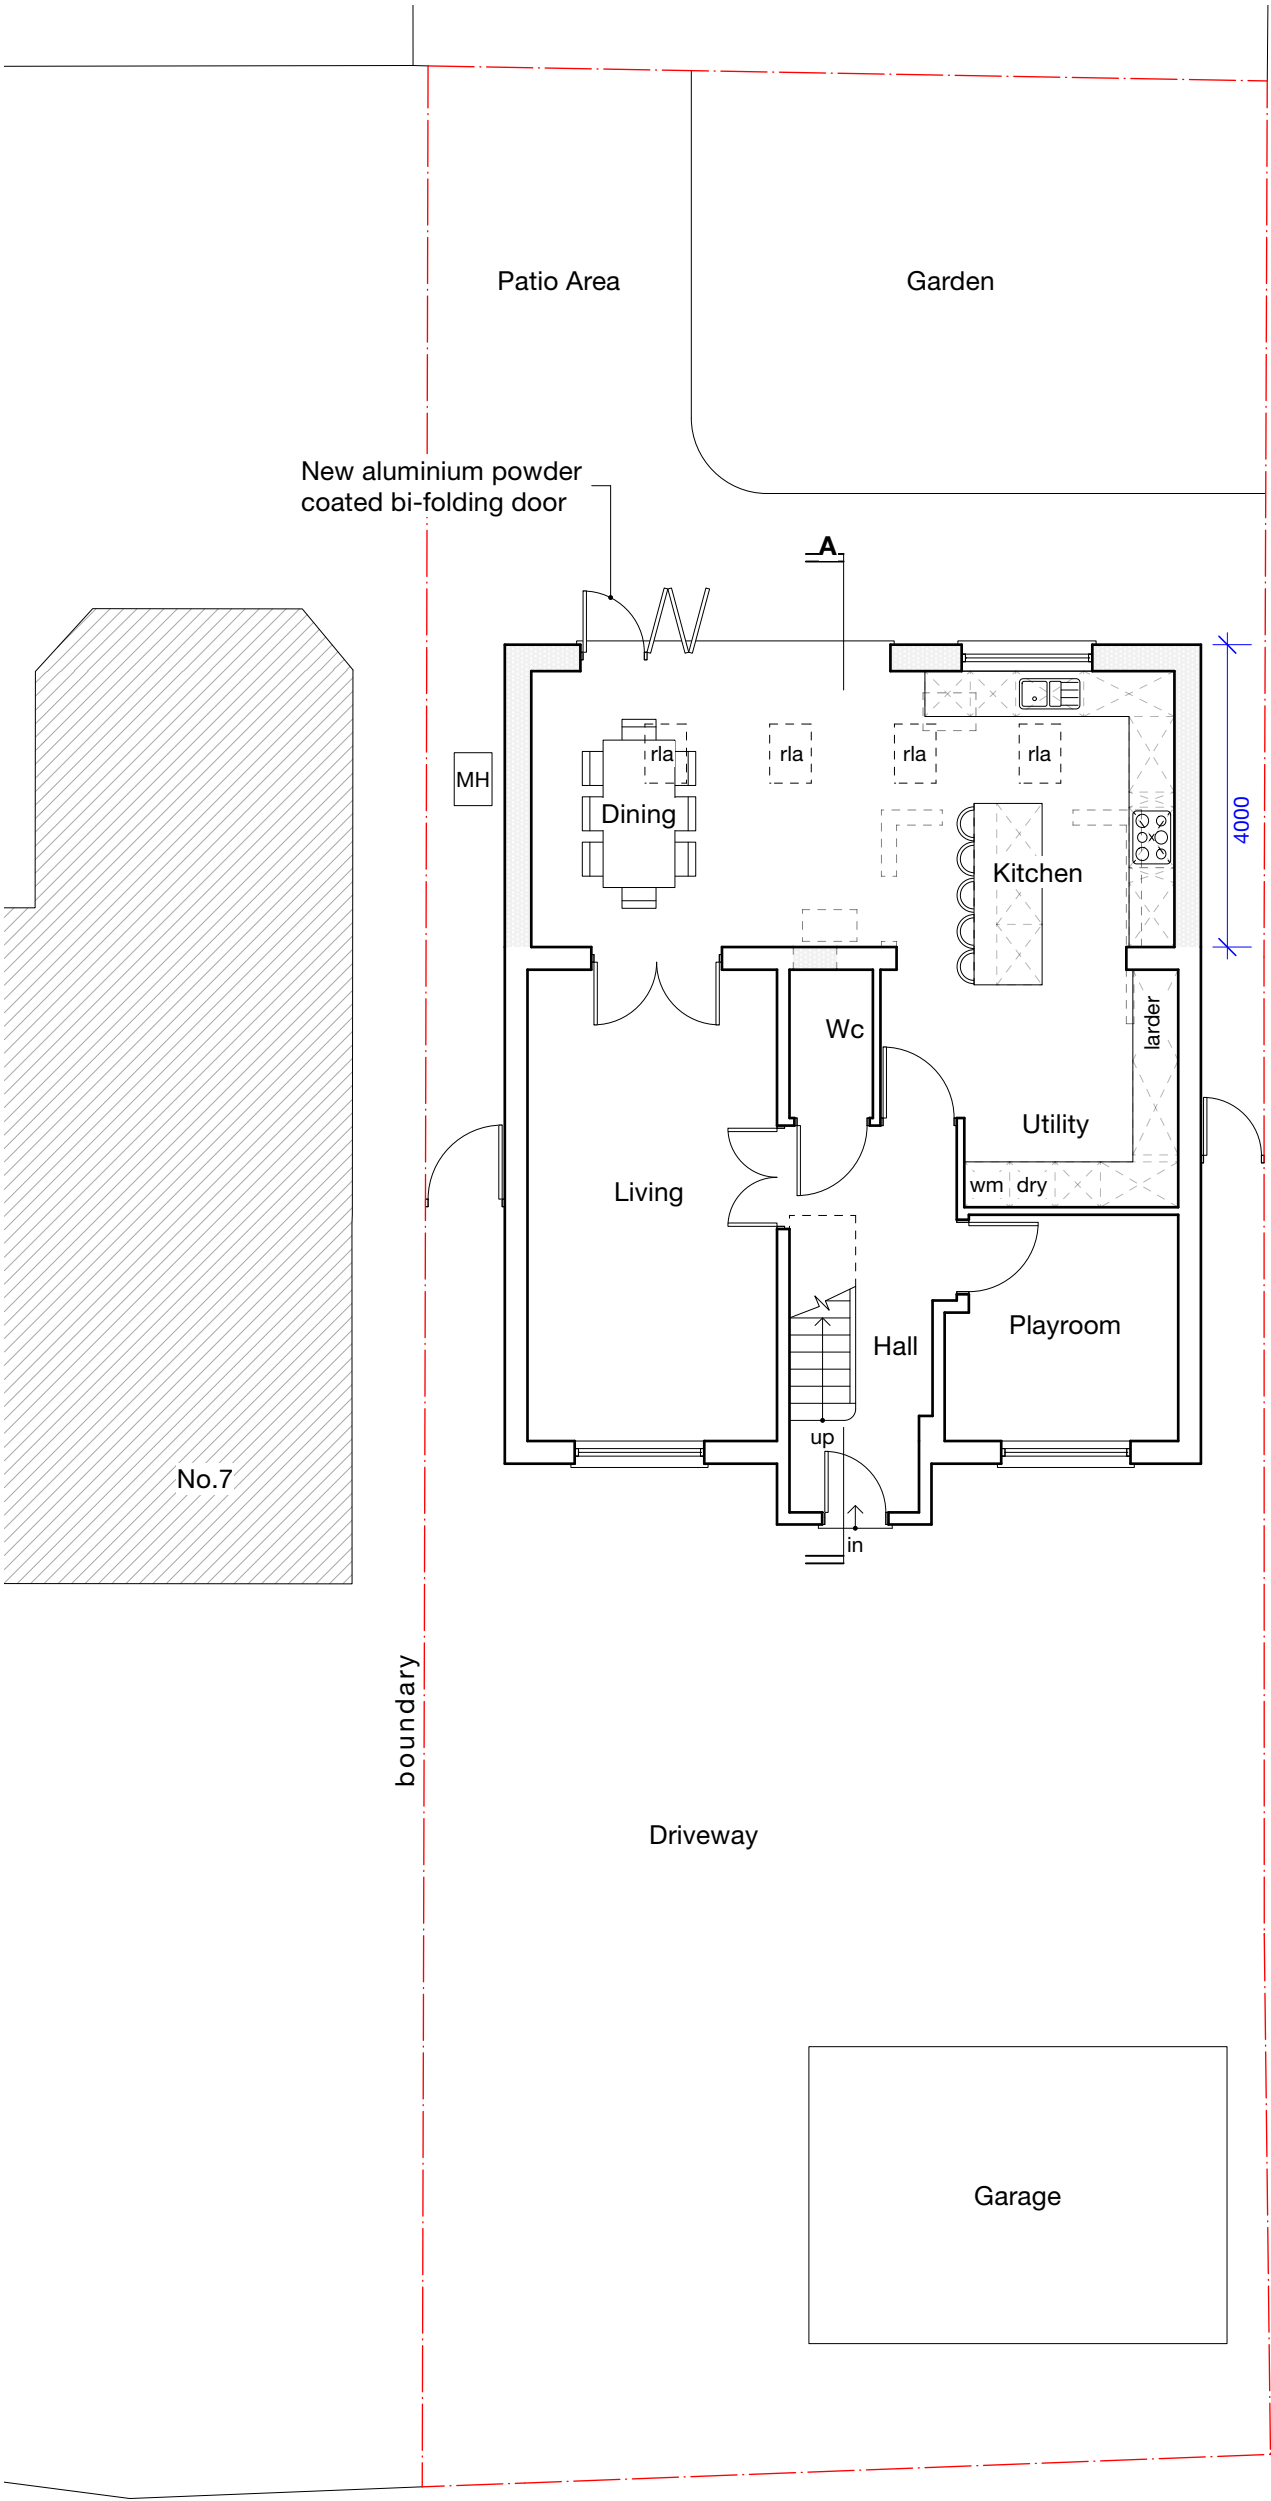 Patio Area
Garden
New aluminium powder
coated bi-folding door
A
rla
rla
rla
rla
MH
Dining
4000
Kitchen
larder
Wc
Utility
wm
dry
Living
Playroom
Hall
up
No.7
in
boundary
Driveway
Garage